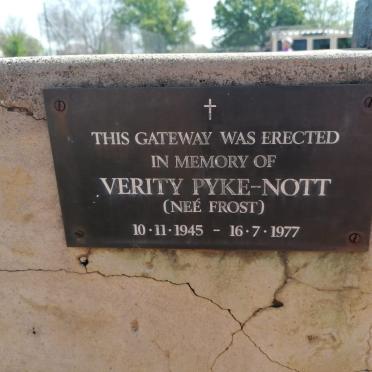 THIS GATEWAY WAS ERECTED
IN MEMORY OF
VERITY PYKE-NOTT
(NEÉ FROST)
10·11·1945 - 16·7·1977